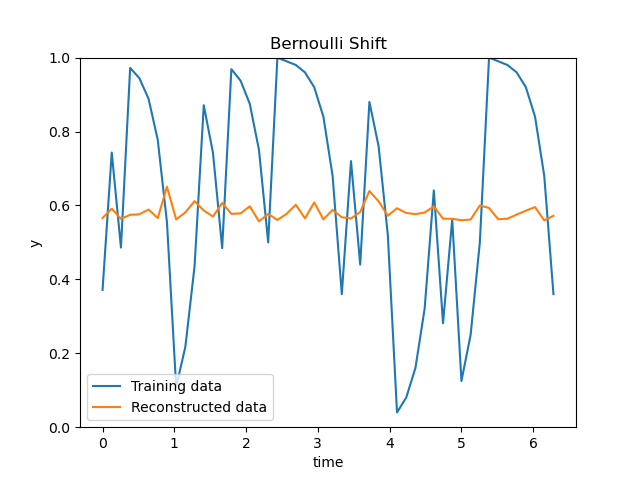 Bernoulli Shift
1.0
0.8
0.6
0.4
0.2
0.0
y
Training data
Reconstructed data
0 1 2 3 4 5 6
time